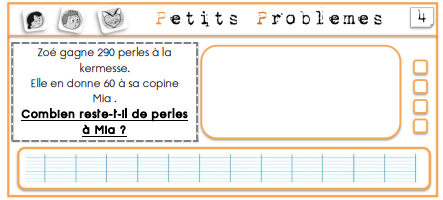 Petits Problemes
4
Zoé gagne 290 perles à la
kermesse.
Elle en donne 60 à sa copine
Mia .
Combien reste-t-il de perles
à Mia ?